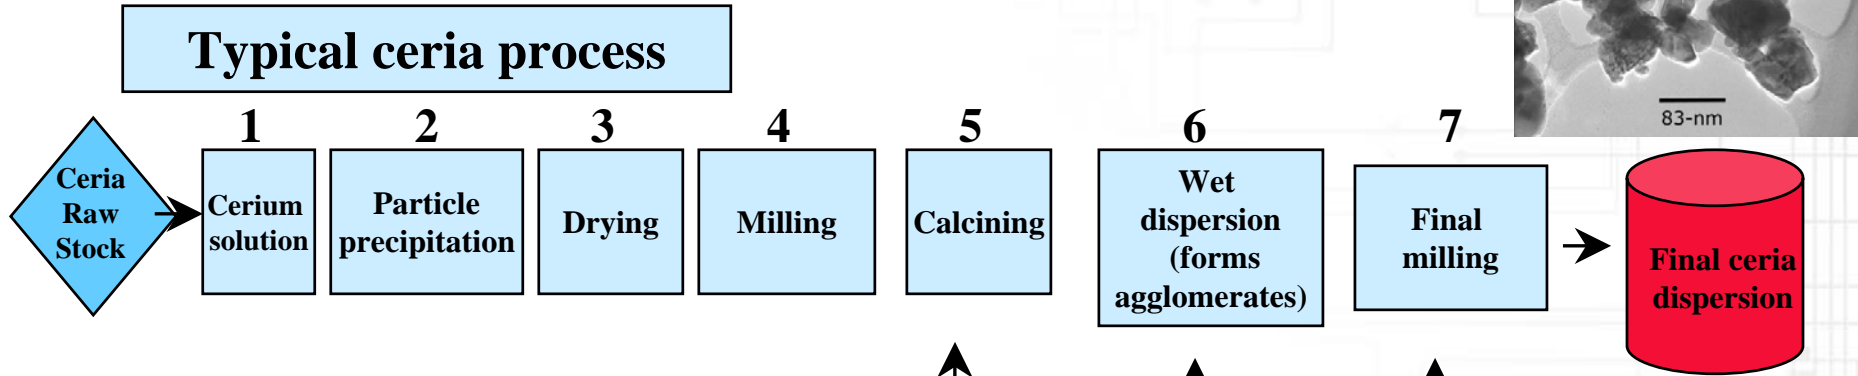 Typical ceria process
83-nm
1
2
3
4
5
6
7
Ceria
Raw
Stock
Cerium
solution
Particle
precipitation
Drying
Milling
Calcining
Wet
dispersion
(forms
agglomerates)
Final
milling
Final ceria
dispersion